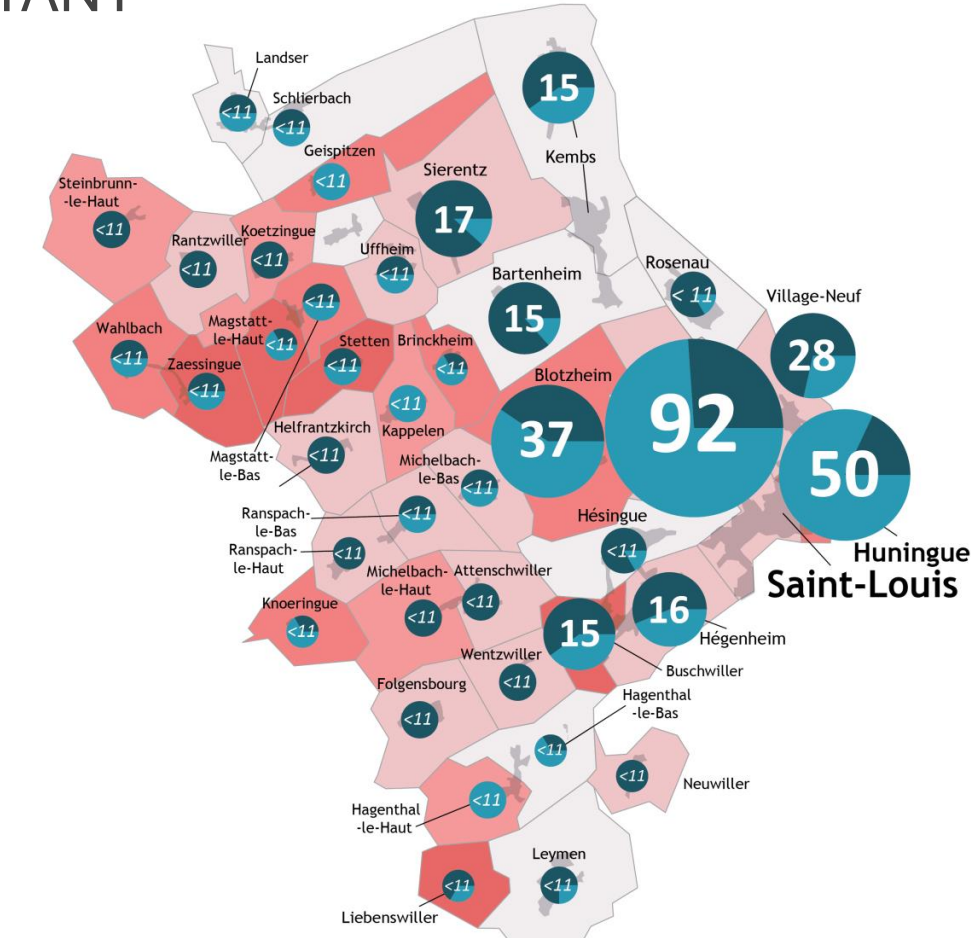 Landser
<11
Schlierbach
<11
15
Kembs
Geispitzen
<11
Sierentz
17
Steinbrunn-
-le-Haut
<11
Rantzwiller
<11
Koetzingue
<11
Uffheim
<11
Bartenheim
15
Rosenau
< 11
Village-Neuf
28
Wahlbach
<11
Magstatt-
le-Haut
<11
<11
Zaessingue
<11
Stetten
<11
Brinckheim
<11
Blotzheim
37
92
50
Huningue
Saint-Louis
<11
Kappelen
Helfrantzkirch
<11
Magstatt-
le-Bas
Michelbach-
le-Bas
<11
Ranspach-
le-Bas
<11
Ranspach-
le-Haut
<11
Hésingue
<11
Michelbach-
le-Haut
<11
Attenschwiller
<11
Knoeringue
<11
15
16
Hégenheim
Buschwiller
Wentzwiller
<11
Folgensbourg
<11
Hagenthal
-le-Bas
<11
<11
Neuwiller
Hagenthal
-le-Haut
<11
Leymen
<11
<11
Liebenswiller